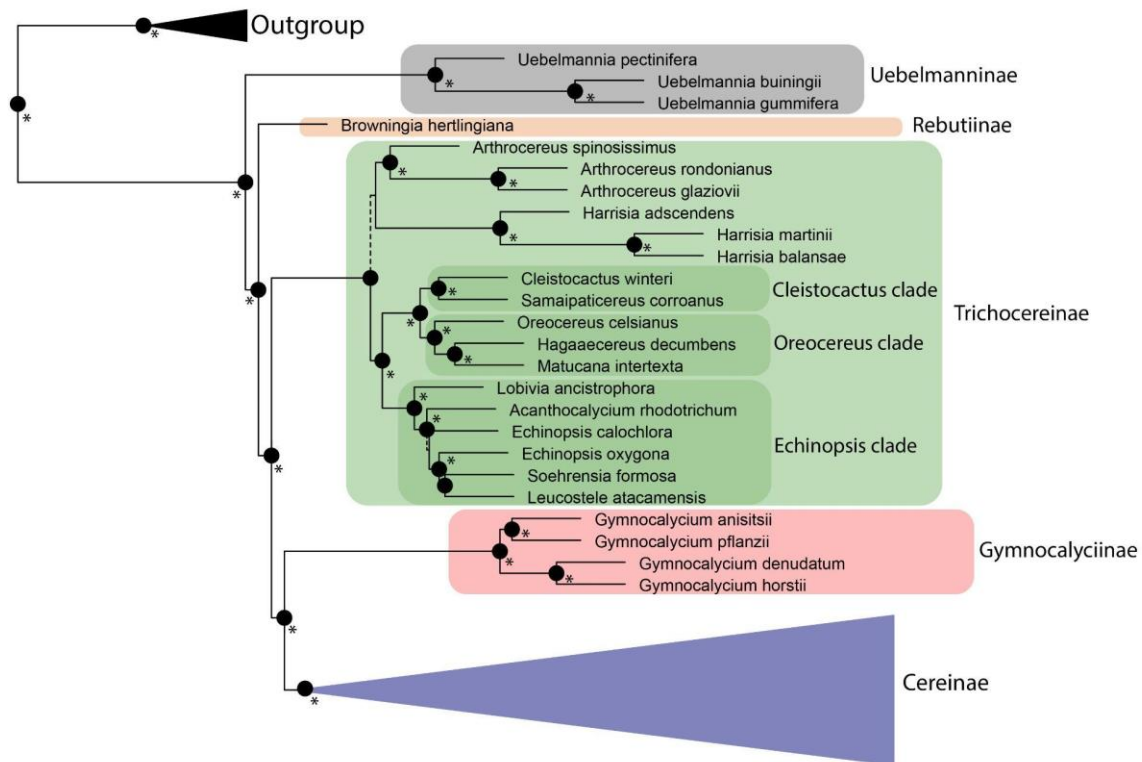 Outgroup
Uebelmannia pectinifera
Uebelmannia buiningii
Uebelmannia gummifera
Uebelmanninae
Browningia hertlingiana
Rebutiinae
Arthrocereus spinosissimus
Arthrocereus rondonianus
Arthrocereus glaziovii
Harrisia adscendens
Harrisia martinii
Harrisia balansae
Cleistocactus winteri
Samaipaticereus corroanus
Cleistocactus clade
Oreocereus celsianus
Hagaaecereus decumbens
Matucana intertexta
Oreocereus clade
Trichocereinae
Lobivia ancistrophora
Acanthocalycium rhodotrichum
Echinopsis calochlora
Echinopsis oxygona
Soehrensia formosa
Leucostele atacamensis
Echinopsis clade
Gymnocalycium anisitsii
Gymnocalycium pflanzii
Gymnocalycium denudatum
Gymnocalycium horstii
Gymnocalyciinae
Cereinae